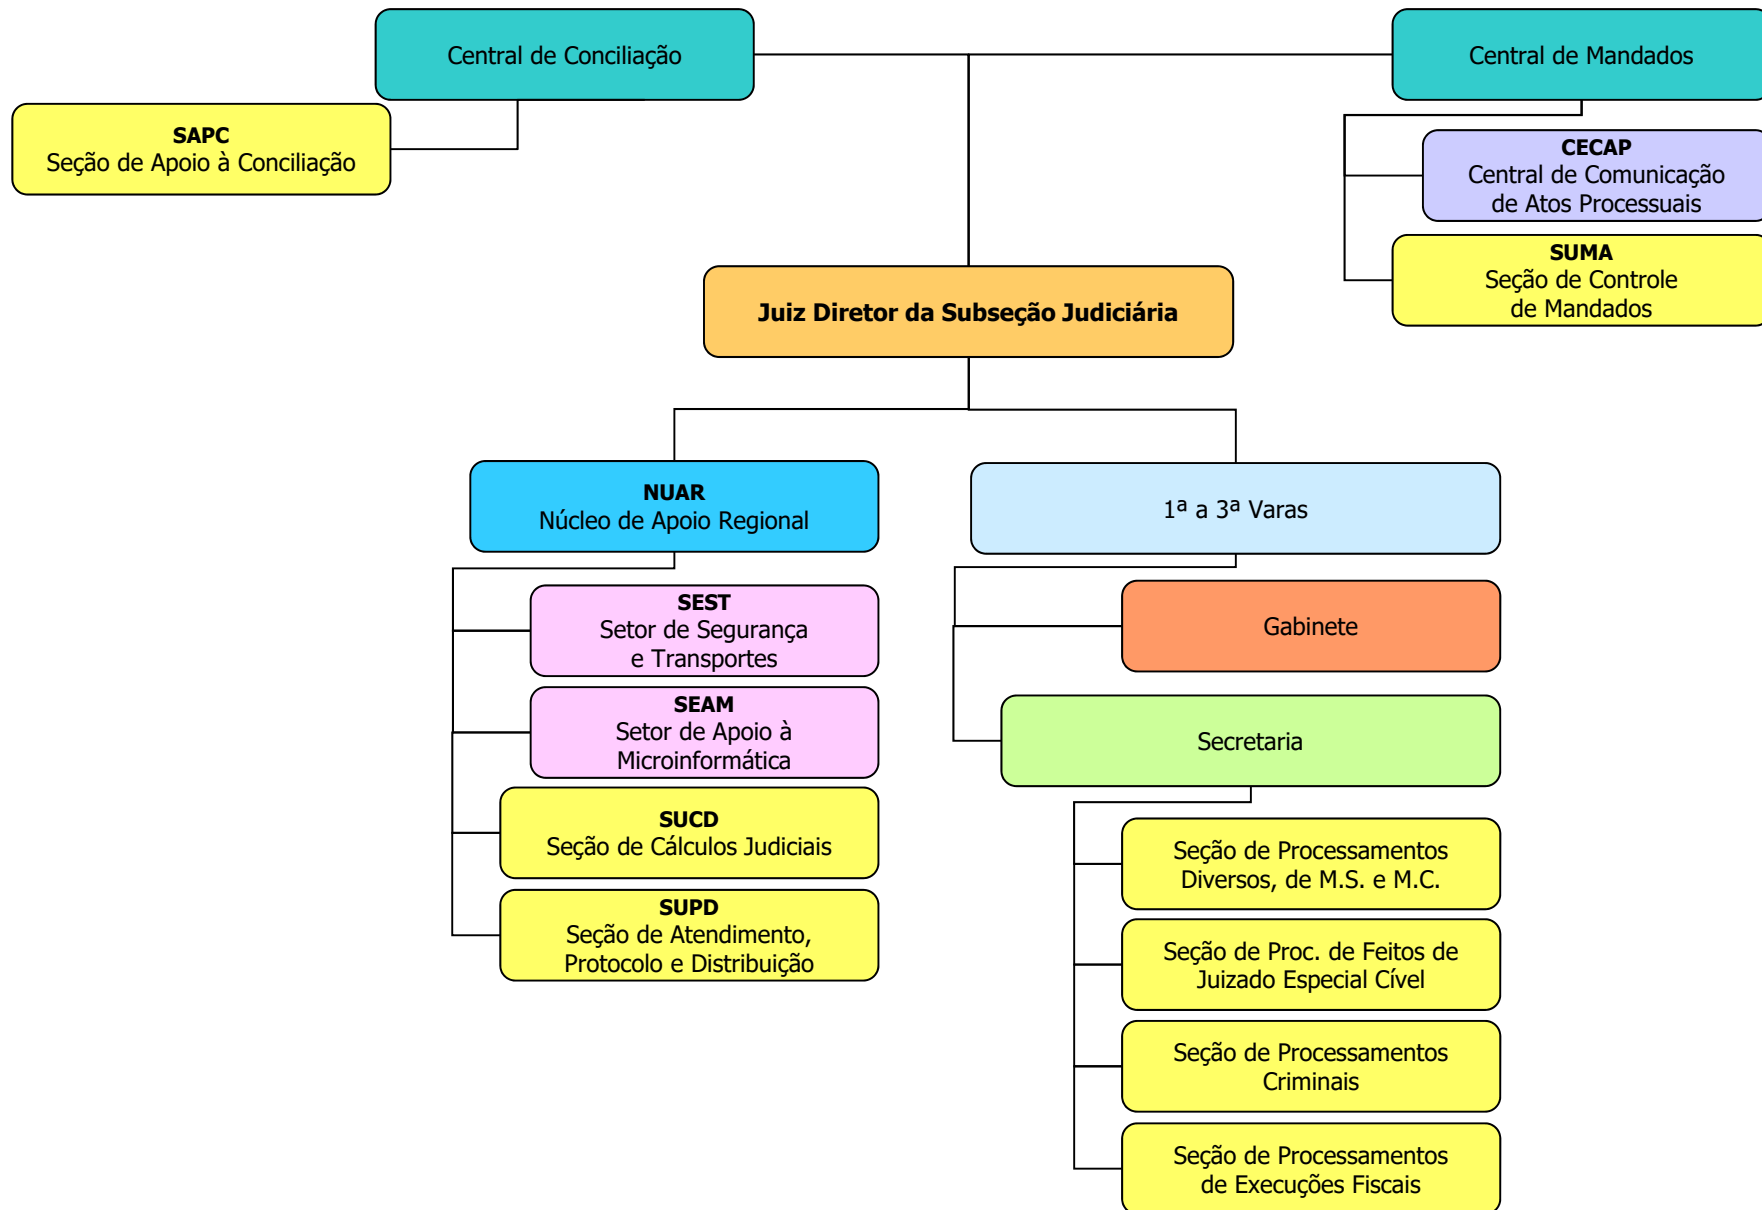 Central de Conciliação
Central de Mandados
SAPC
Seção de Apoio à Conciliação
CECAP
Central de Comunicação
de Atos Processuais
SUMA
Seção de Controle
de Mandados
Juiz Diretor da Subseção Judiciária
NUAR
Núcleo de Apoio Regional
SEST
Setor de Segurança
e Transportes
SEAM
Setor de Apoio à
Microinformática
SUCD
Seção de Cálculos Judiciais
SUPD
Seção de Atendimento,
Protocolo e Distribuição
1ª a 3ª Varas
Gabinete
Secretaria
Seção de Processamentos
Diversos, de M.S. e M.C.
Seção de Proc. de Feitos de
Juizado Especial Cível
Seção de Processamentos
Criminais
Seção de Processamentos
de Execuções Fiscais